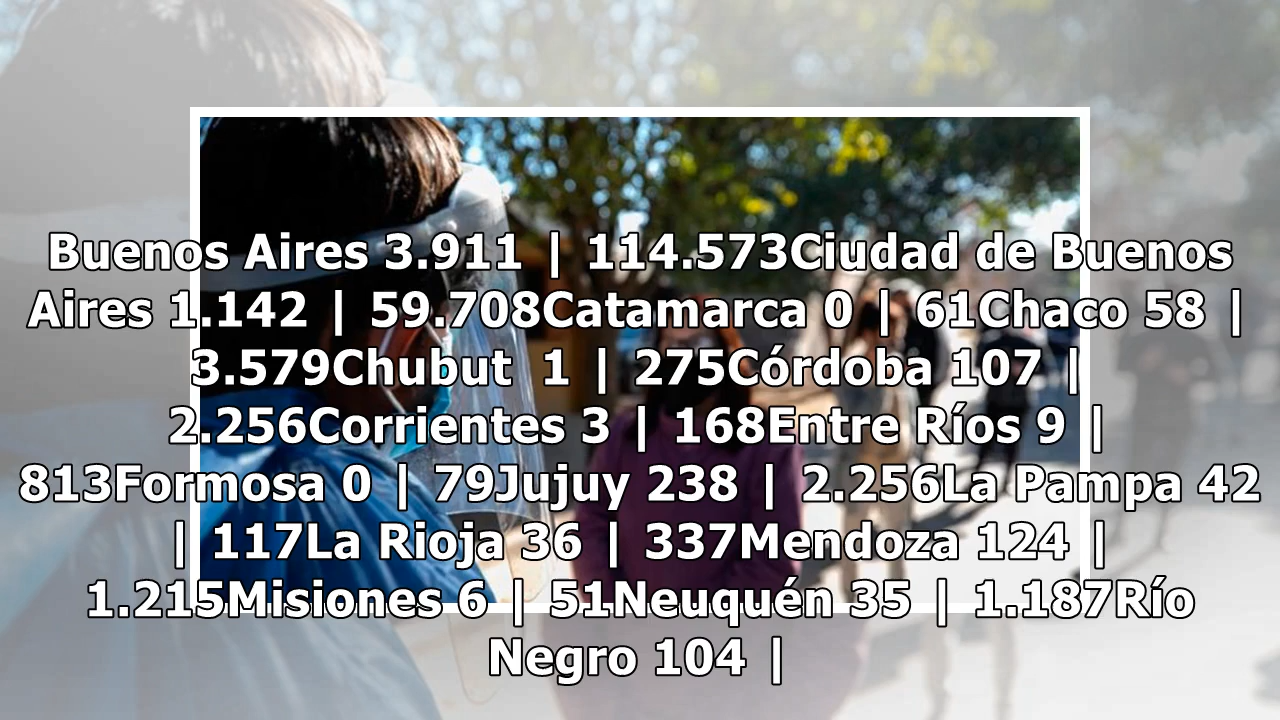 Buenos Aires 3.911 | 114.573Ciudad de Buenos
Aires 1.142 | 59.708Catamarca 0 | 61Chaco 58 |
3.579Chubut  1 | 275Córdoba 107 |
2.256Corrientes 3 | 168Entre Ríos 9 |
813Formosa 0 | 79Jujuy 238 | 2.256La Pampa 42
| 117La Rioja 36 | 337Mendoza 124 |
1.215Misiones 6 | 51Neuquén 35 | 1.187Río
Negro 104 |